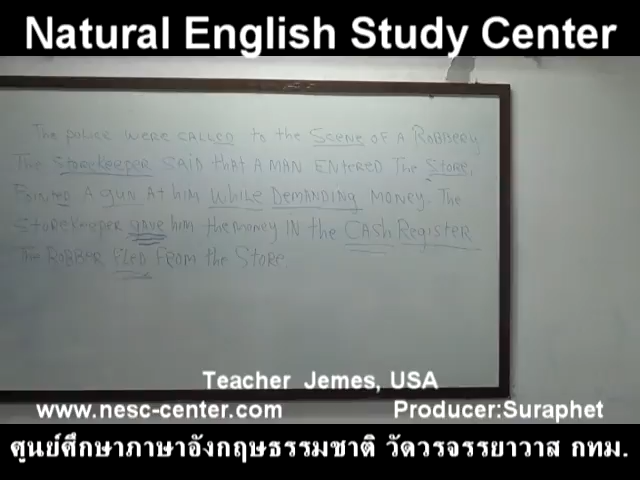 Natural English Study Center
The police were called to the Scene of a Robbery
The Storekeeper said that a man entered the Store,
Pointed a gun at him while Demanding money. The
Storekeeper gave him the money in the Cash Register
The Robber fled from the Store.
Teacher Jemes, USA
www.nesc-center.com Producer:Suraphet
ศูนย์ศึกษาภาษาอังกฤษธรรมชาติ วัดวรจรรยาวาส กทม.